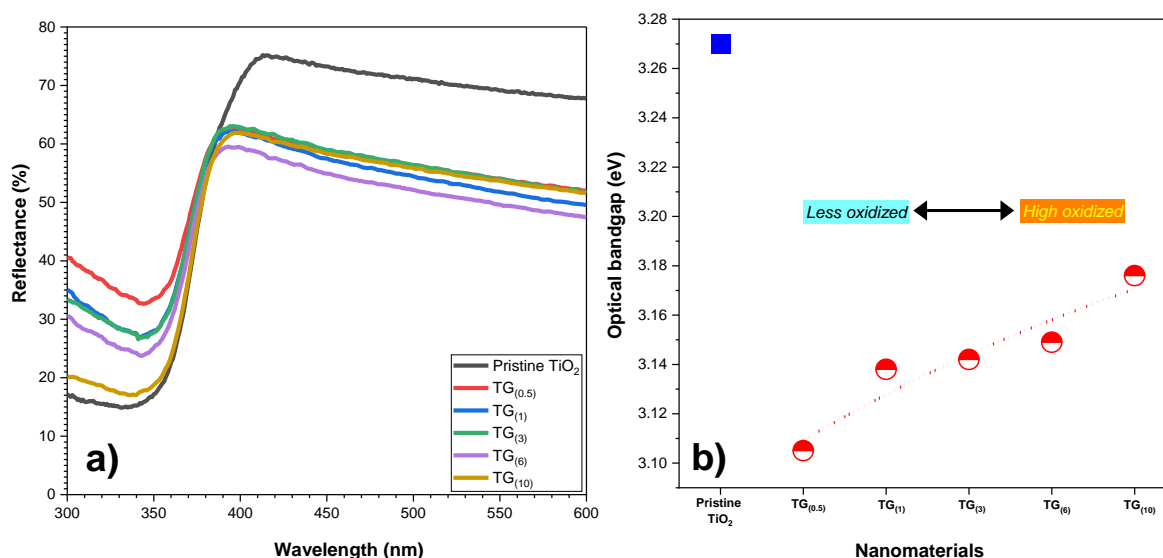 80
70
60
50
40
30
20
10
0
Reflectance (%)
300
350
400
450
500
550
600
Wavelength (nm)
a)
Pristine TiO₂
TG₍₀.₅₎
TG₍₁₎
TG₍₃₎
TG₍₆₎
TG₍₁₀₎
3.28
3.26
3.24
3.22
3.20
3.18
3.16
3.14
3.12
3.10
Optical bandgap (eV)
Less oxidized
High oxidized
b)
Pristine
TiO₂
TG₍₀.₅₎
TG₍₁₎
TG₍₃₎
TG₍₆₎
TG₍₁₀₎
Nanomaterials